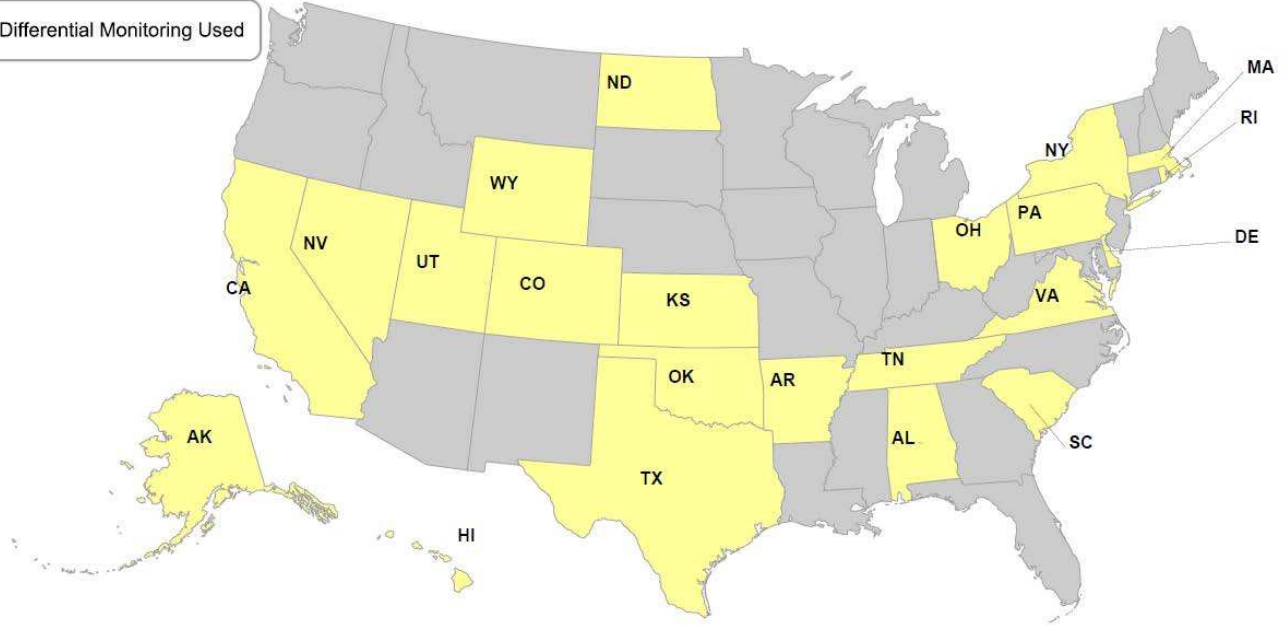 Differential Monitoring Used
ND
MA
RI
NY
WY
PA
OH
DE
NV
UT
CO
CA
KS
VA
TN
OK
AR
AK
AL
SC
TX
HI